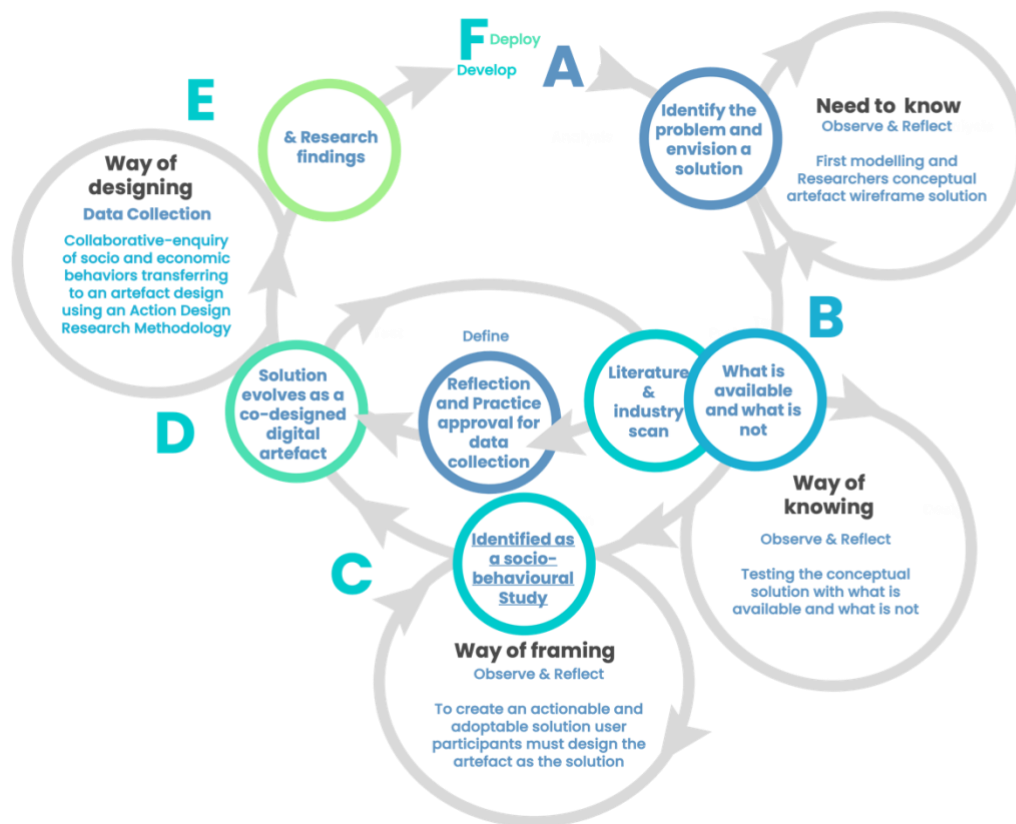 F
Deploy
Develop
A
Identify the
problem and
envision a
solution
Need to know
Observe & Reflect
First modelling and
Researchers conceptual
artefact wireframe solution
B
What is
available
and what is
not
Literature
&
industry
scan
Way of
knowing
Observe & Reflect
Testing the conceptual
solution with what is
available and what is not
Define
Reflection
and Practice
approval for
data
collection
C
Identified as
a socio-
behavioural
Study
Way of framing
Observe & Reflect
To create an actionable and
adoptable solution user
participants must design the
artefact as the solution
D
Solution
evolves as a
co-designed
digital
artefact
Way of
designing
Data Collection
Collaborative-enquiry
of socio and economic
behaviors transferring
to an artefact design
using an Action Design
Research Methodology
E
& Research
findings